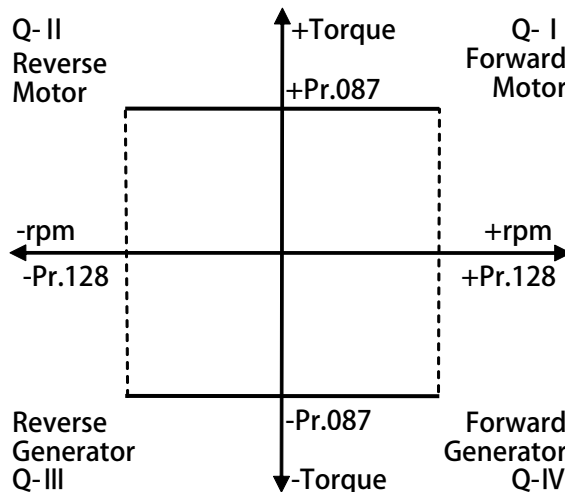 Q-II
Reverse
Motor
+Torque
+Pr.087
Q-I
Forward
Motor
-rpm
-Pr.128
+rpm
+Pr.128
Reverse
Generator
Q-III
-Pr.087
-Torque
Forward
Generator
Q-IV